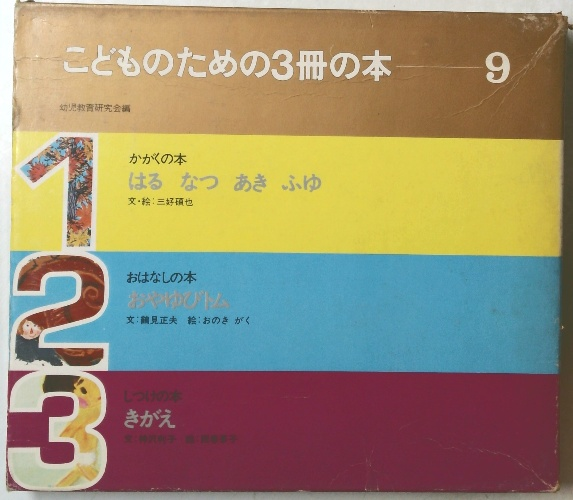 こどものための3冊の本 9
幼児教育研究会編
1
かがくの本
はる なつ あき ふゆ
文・絵:三好碩也
2
おはなしの本
おやゆびトム
文:鶴見正夫 絵:おのき がく
3
しつけの本
きがえ